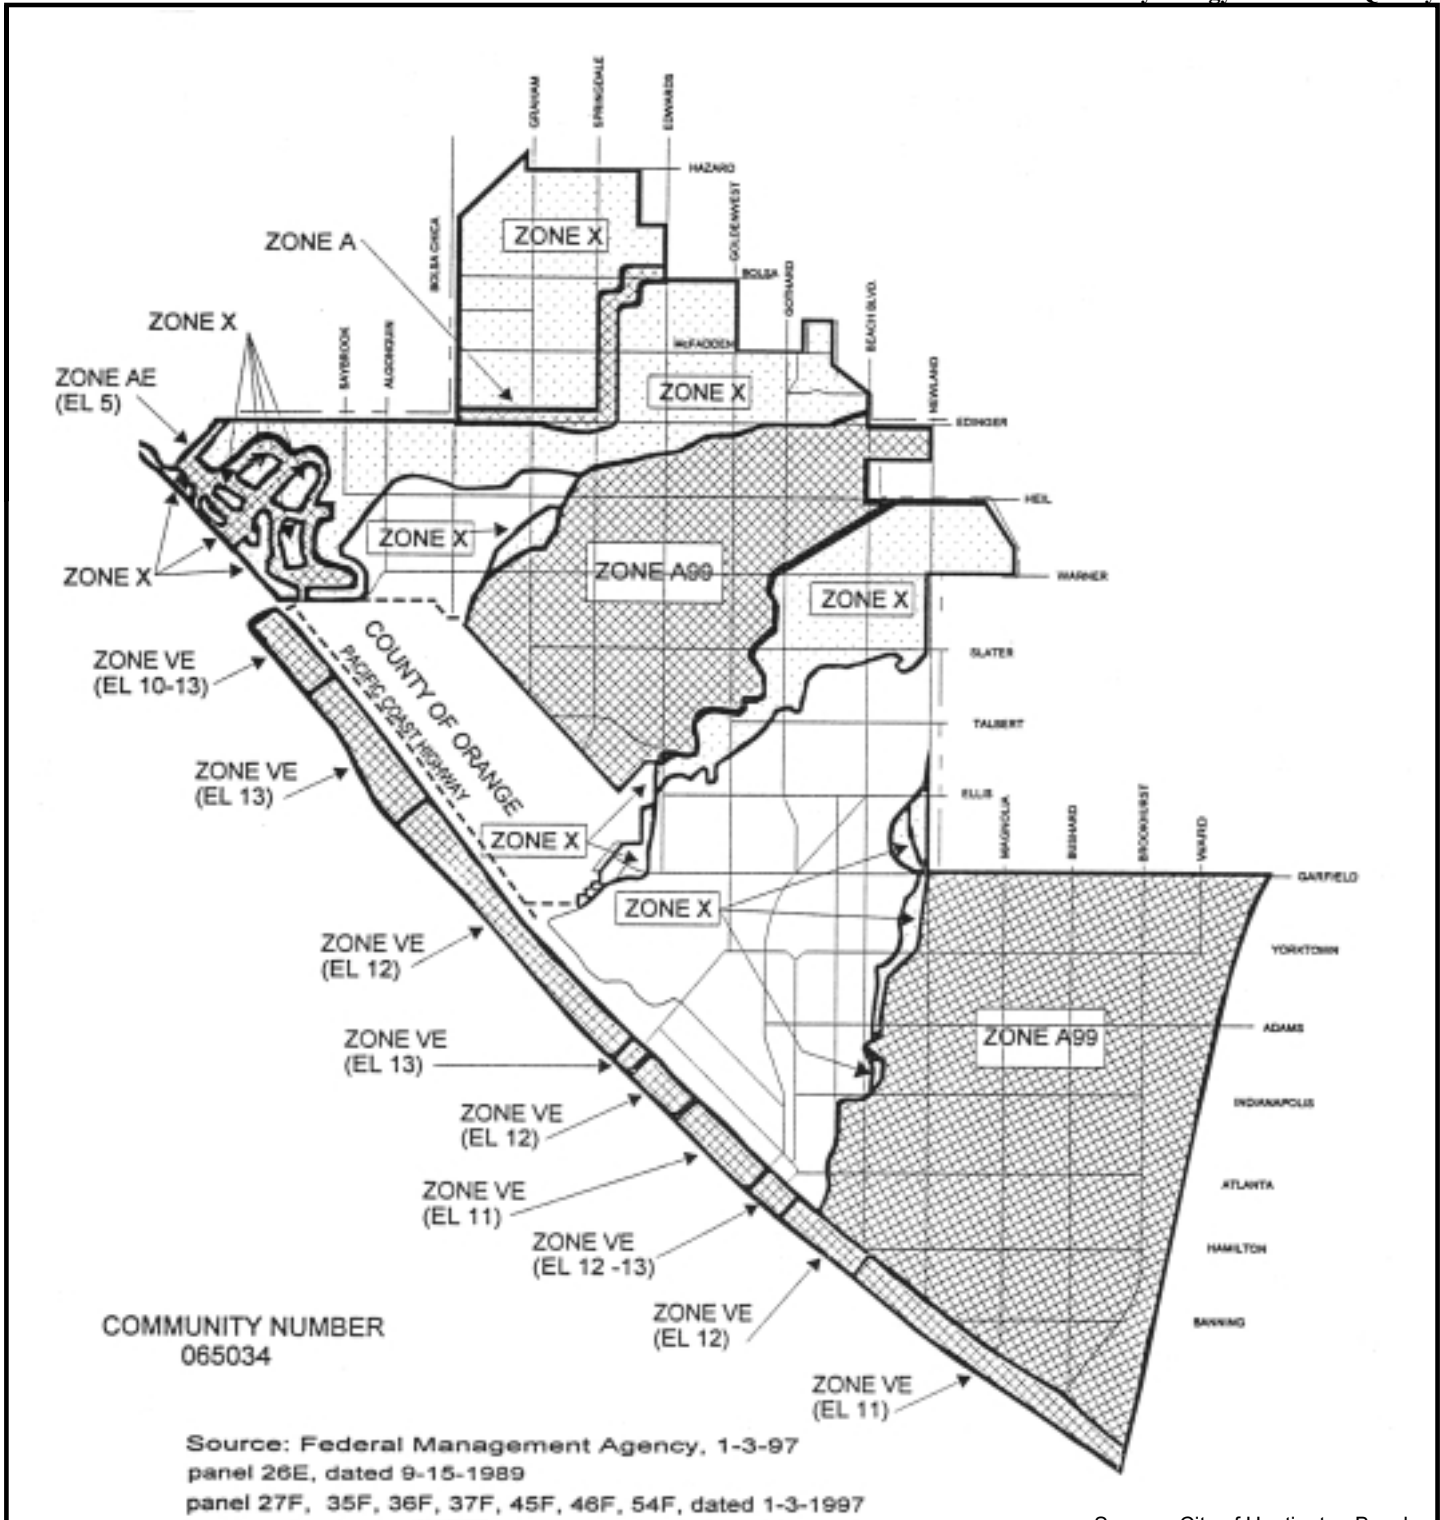 GRAHAM
SPRINGDALE
EDWARDS
HAZARD
GOLDENWEST
BOLSA CHICA
ZONE X
ZONE A
BOLSA
GOTHARD
BEACH BLVD.
ZONE X
McFADDEN
BAYBROOK
ALGONQUIN
NEWLAND
ZONE AE
(EL 5)
ZONE X
EDINGER
HEIL
ZONE X
ZONE A99
ZONE X
WARNER
ZONE X
COUNTY OF ORANGE
PACIFIC COAST HIGHWAY
SLATER
ZONE VE
(EL 10-13)
TALBERT
ZONE VE
(EL 13)
ELLIS
MAGNOLIA
BUSHARD
BROOKHURST
WARD
ZONE X
GARFIELD
ZONE X
ZONE VE
(EL 12)
YORKTOWN
ZONE VE
(EL 13)
ZONE A99
ADAMS
ZONE VE
(EL 12)
INDIANAPOLIS
ZONE VE
(EL 11)
ATLANTA
ZONE VE
(EL 12 -13)
HAMILTON
ZONE VE
(EL 12)
BANNING
COMMUNITY NUMBER
065034
ZONE VE
(EL 11)
Source: Federal Management Agency, 1-3-97
panel 26E, dated 9-15-1989
panel 27F, 35F, 36F, 37F, 45F, 46F, 54F, dated 1-3-1997